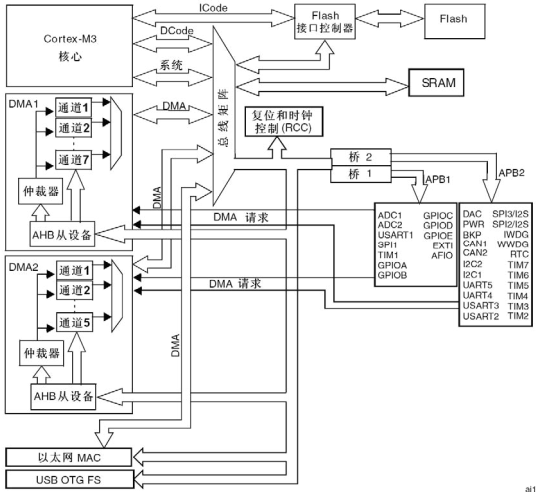 ICode
Cortex-M3
核心
DCode
系统
DMA
总线矩阵
Flash
接口控制器
Flash
SRAM
复位和时钟
控制(RCC)
桥 2
桥 1
APB1
APB2
DMA1
通道1
通道2
通道7
仲裁器
AHB从设备
DMA
DMA 请求
DMA2
通道1
通道2
通道5
仲裁器
AHB从设备
DMA 请求
DMA
ADC1 GPIOC
ADC2 GPIOD
USART1 GPIOE
SPI1 EXTI
TIM1 AFIO
GPIOA
GPIOB
DAC SPI3/I2S
PWR SPI2/I2S
BKP IWDG
CAN1 WWDG
CAN2 RTC
I2C2 TIM7
I2C1 TIM6
UART5 TIM5
UART4 TIM4
USART3 TIM3
USART2 TIM2
以太网 MAC
USB OTG FS
ai1